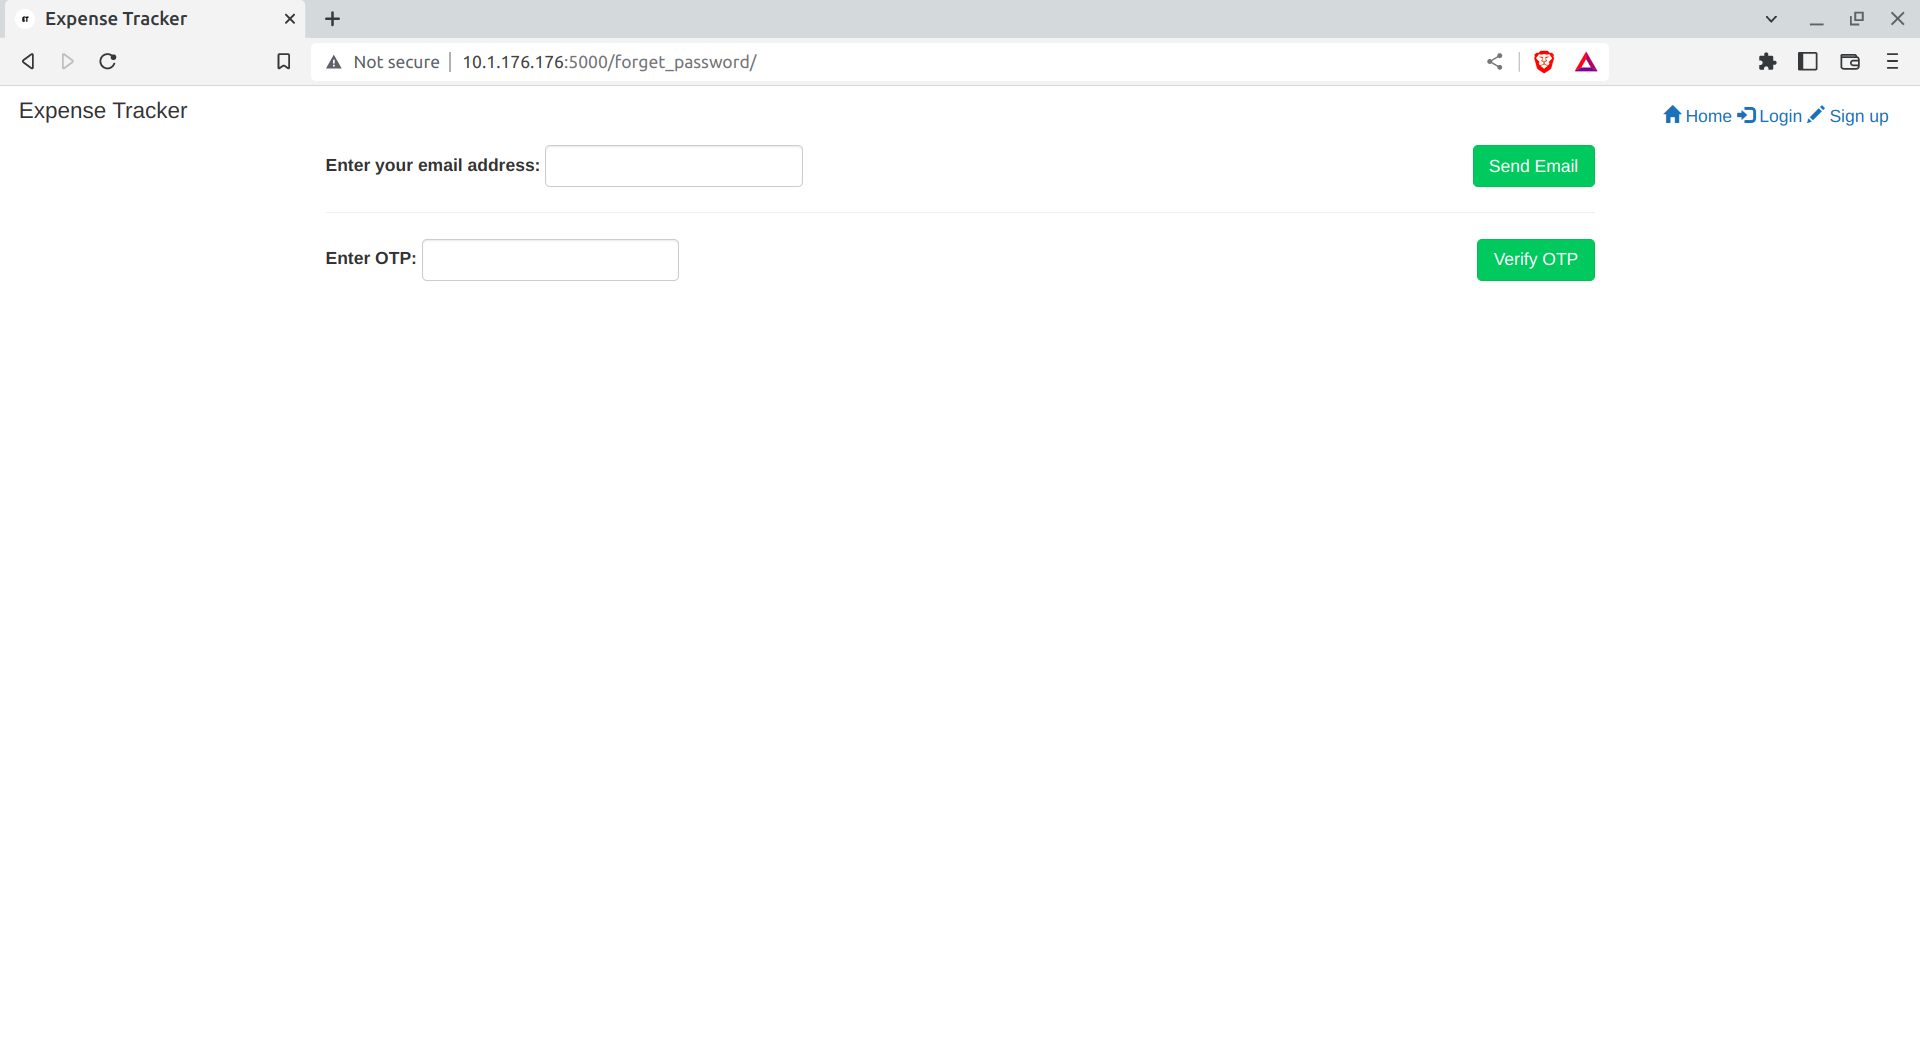 Expense Tracker
Not secure 10.1.176.176:5000/forget_password/
Expense Tracker
Home Login Sign up
Enter your email address: Send Email
Enter OTP: Verify OTP